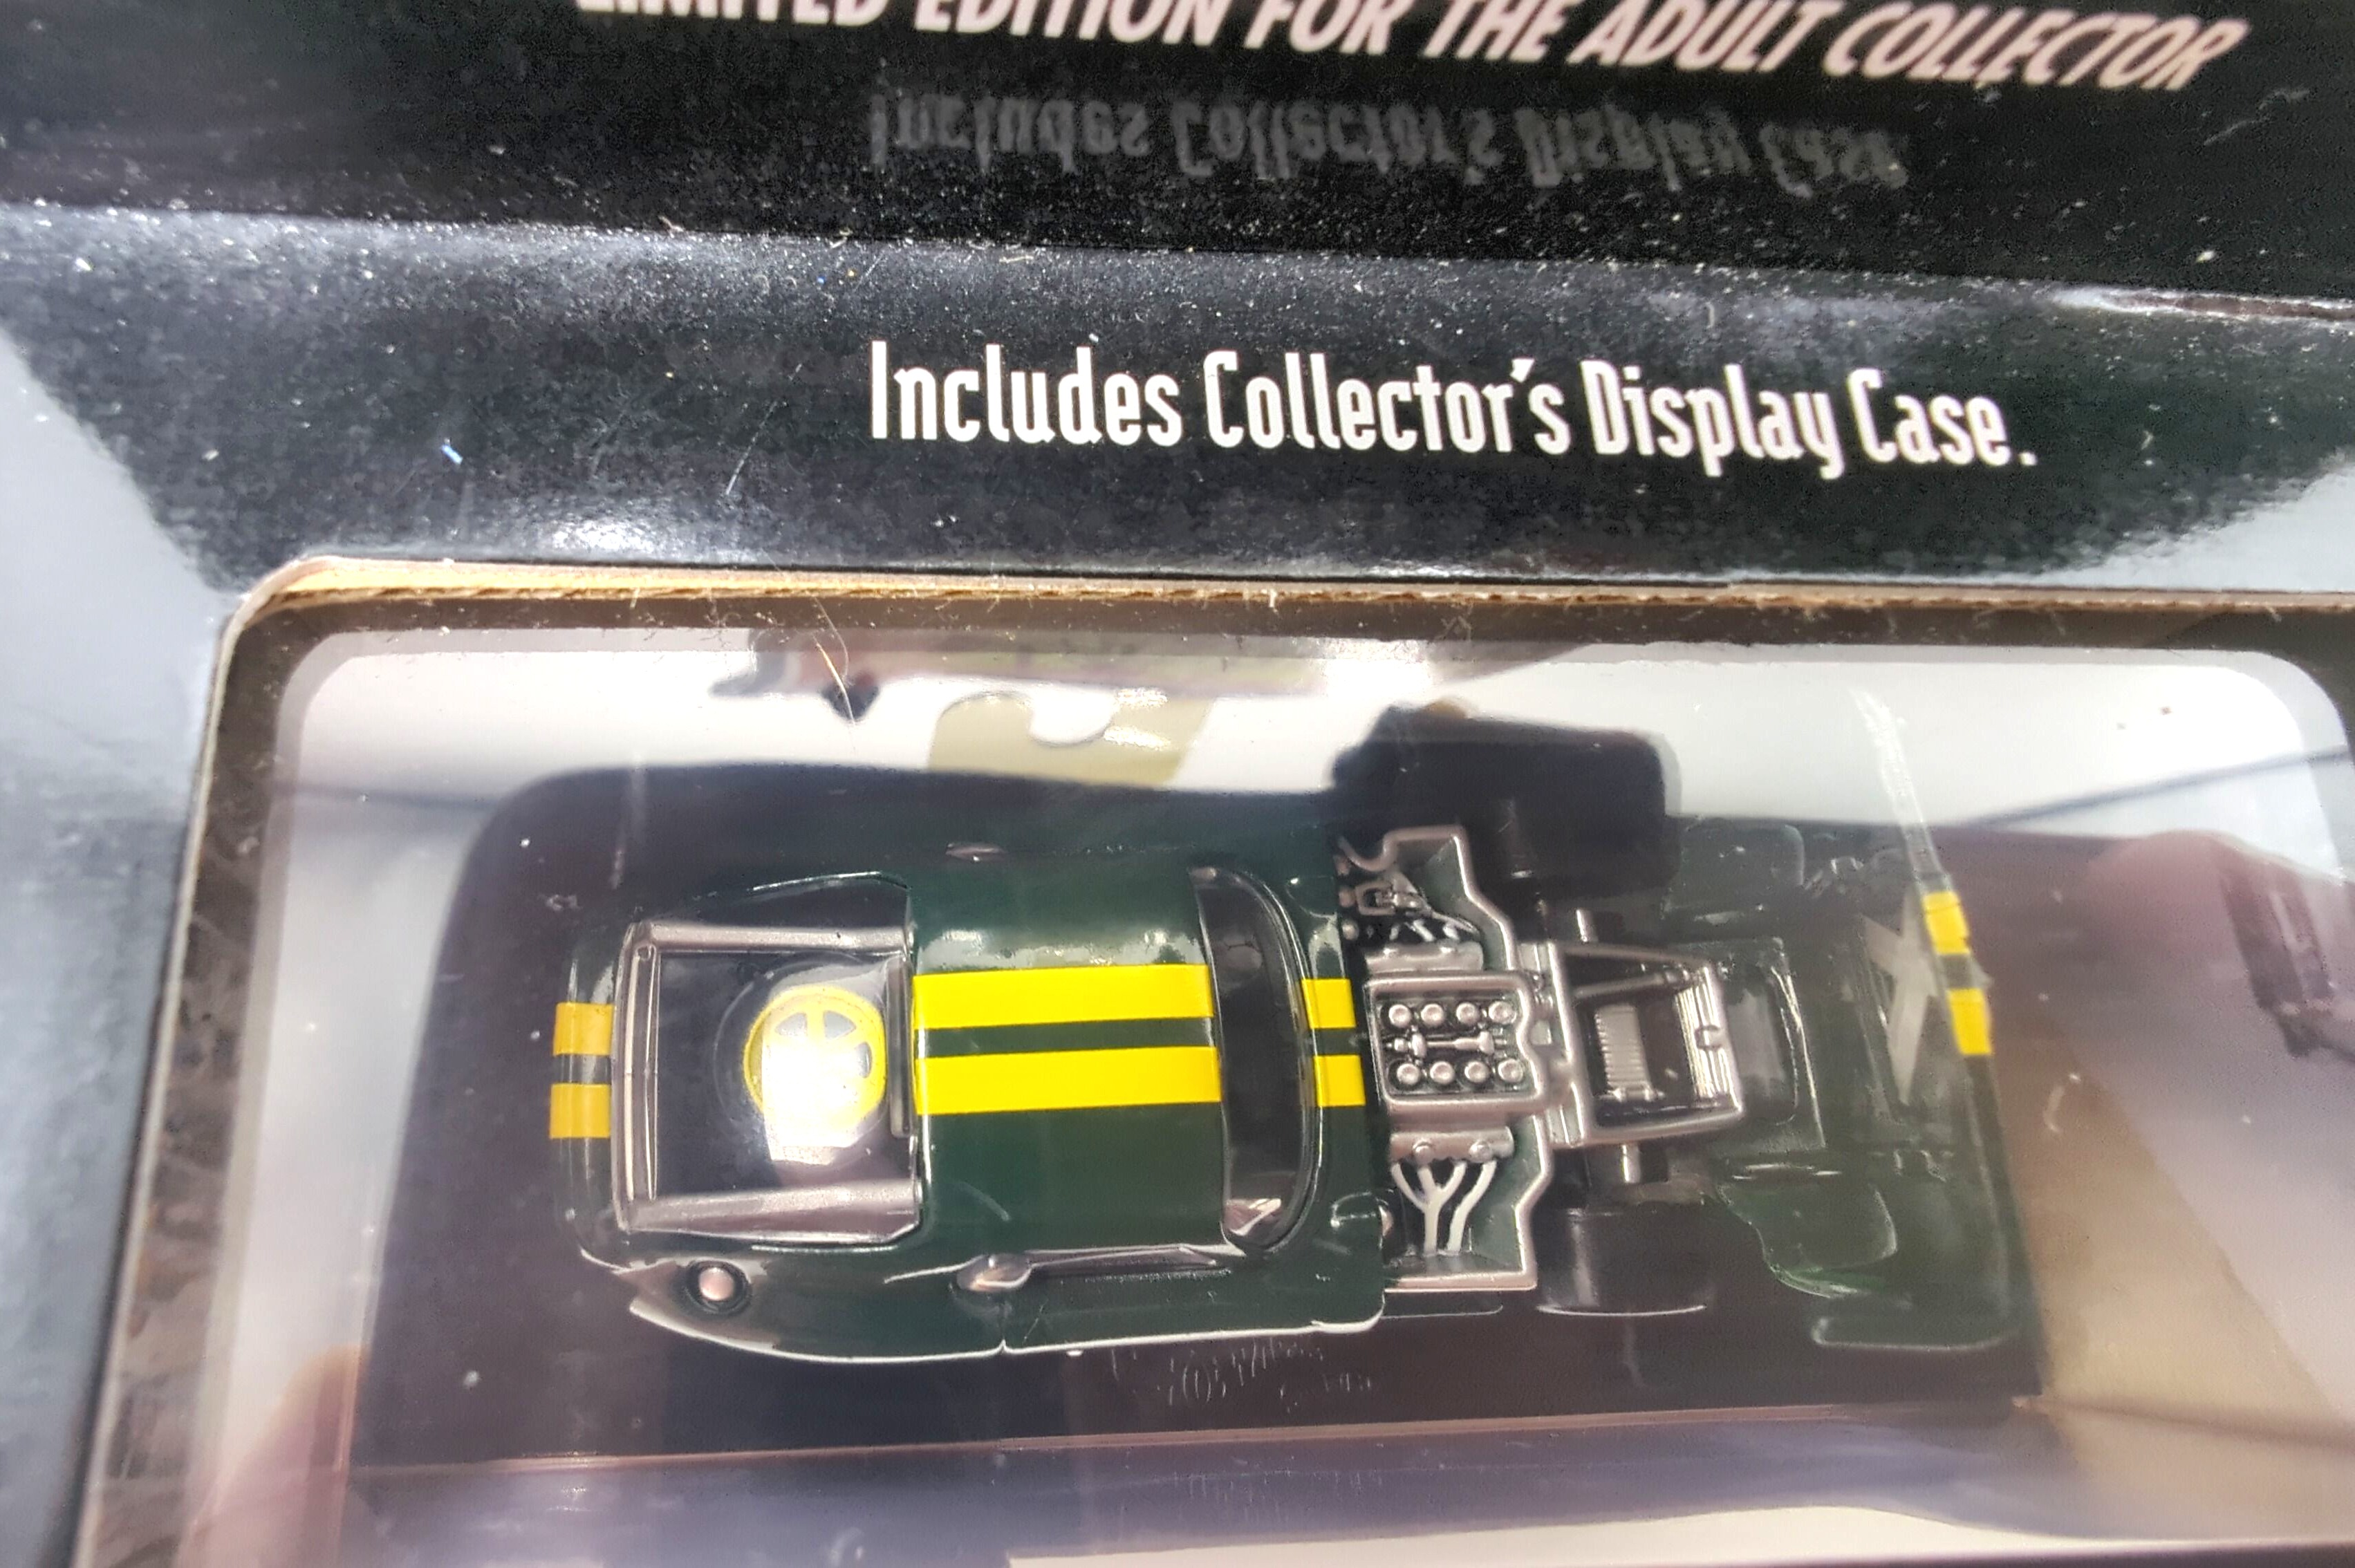 LIMITED EDITION FOR THE ADULT COLLECTOR
Includes Collector's Display Case.